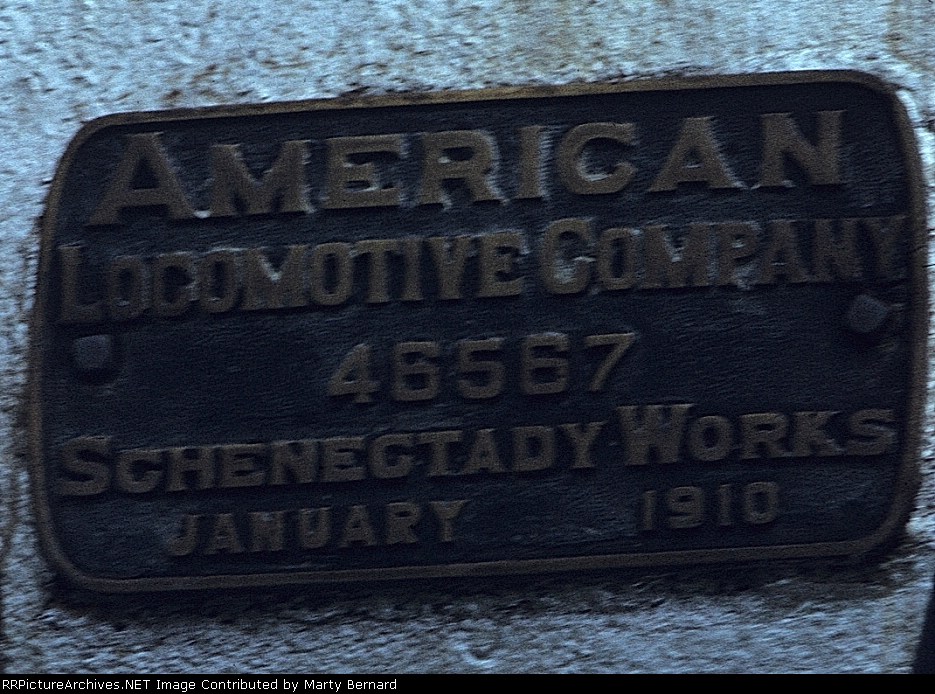 AMERICAN
LOCOMOTIVE COMPANY
46567
SCHENECTADY WORKS
JANUARY 1910
RRPictureArchives.NET Image Contributed by Marty Bernard